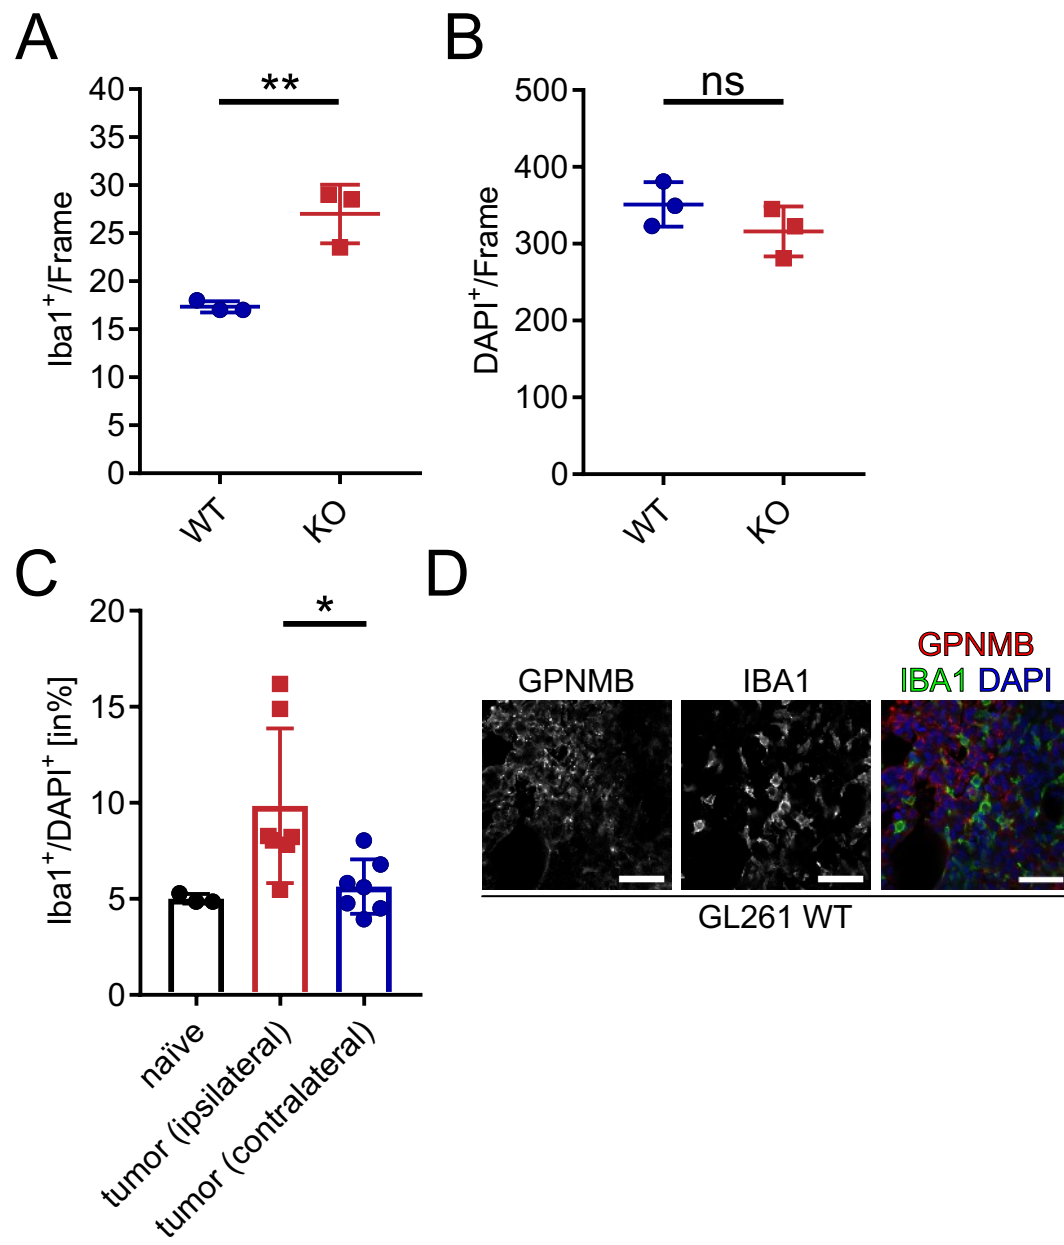 A
**
40
35
30
25
20
15
10
5
0
Iba1⁺/Frame
WT
KO
B
ns
500
400
300
200
100
0
DAPI⁺/Frame
WT
KO
C
*
20
15
10
5
0
Iba1⁺/DAPI⁺ [in%]
naïve
tumor (ipsilateral)
tumor (contralateral)
D
GPNMB
IBA1
GPNMB
IBA1 DAPI
GL261 WT